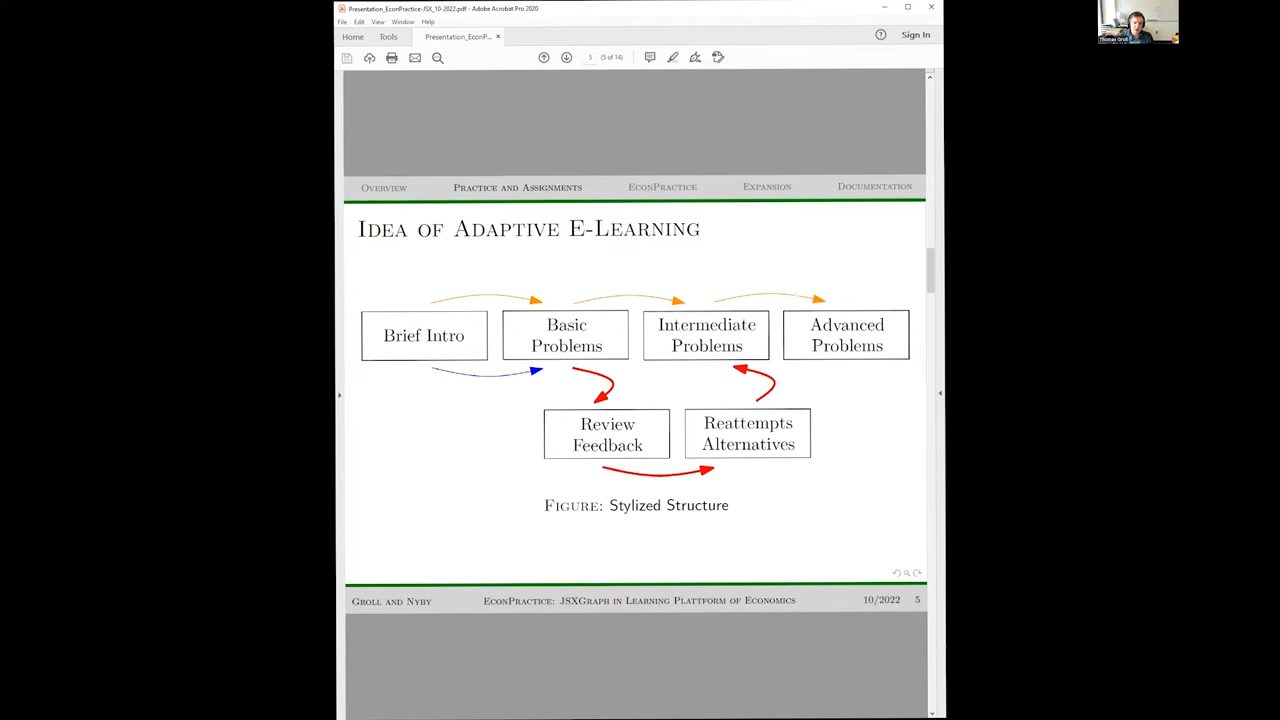 Presentation_EconPractice-JSX_10-2022.pdf - Adobe Acrobat Pro 2020
File Edit View Window Help
Home Tools Presentation_EconP... × Sign In
5 (5 of 14)
Thomas Groll
Overview Practice and Assignments EconPractice Expansion Documentation
Idea of Adaptive E-Learning
Brief Intro
Basic
Problems
Intermediate
Problems
Advanced
Problems
Review
Feedback
Reattempts
Alternatives
Figure: Stylized Structure
Groll and Nyby EconPractice: JSXGraph in Learning Plattform of Economics 10/2022 5